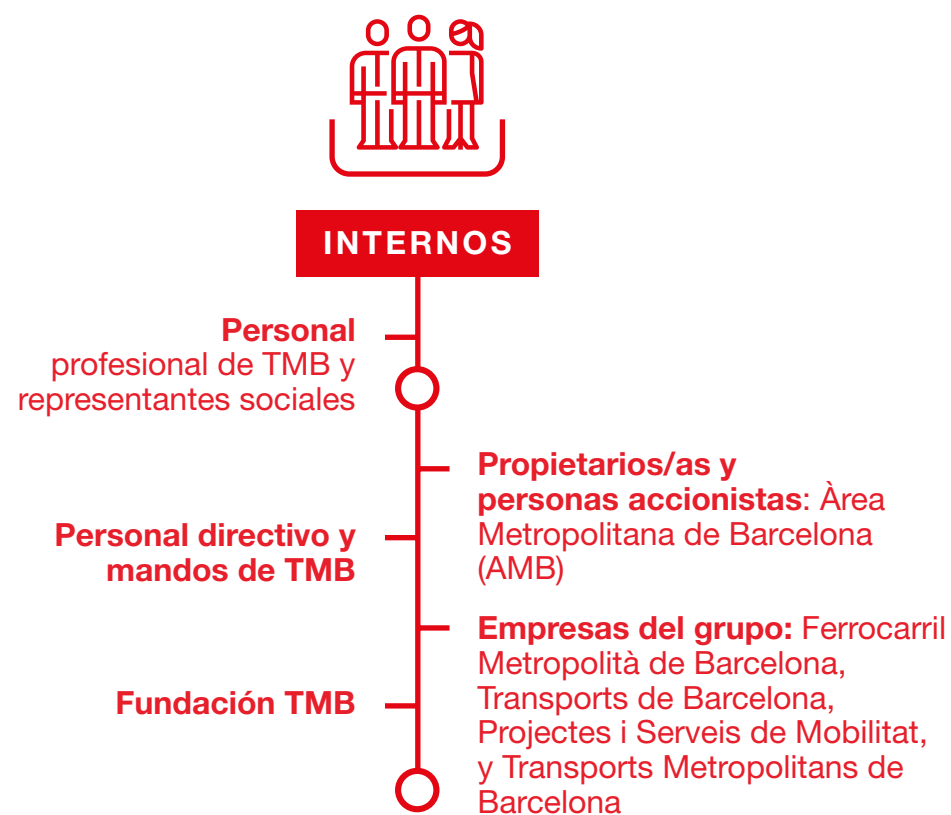 INTERNOS
Personal
profesional de TMB y
representantes sociales
Propietarios/as y
personas accionistas: Àrea
Metropolitana de Barcelona
(AMB)
Personal directivo y
mandos de TMB
Empresas del grupo: Ferrocarril
Metropolità de Barcelona,
Transports de Barcelona,
Projectes i Serveis de Mobilitat,
y Transports Metropolitans de
Barcelona
Fundación TMB